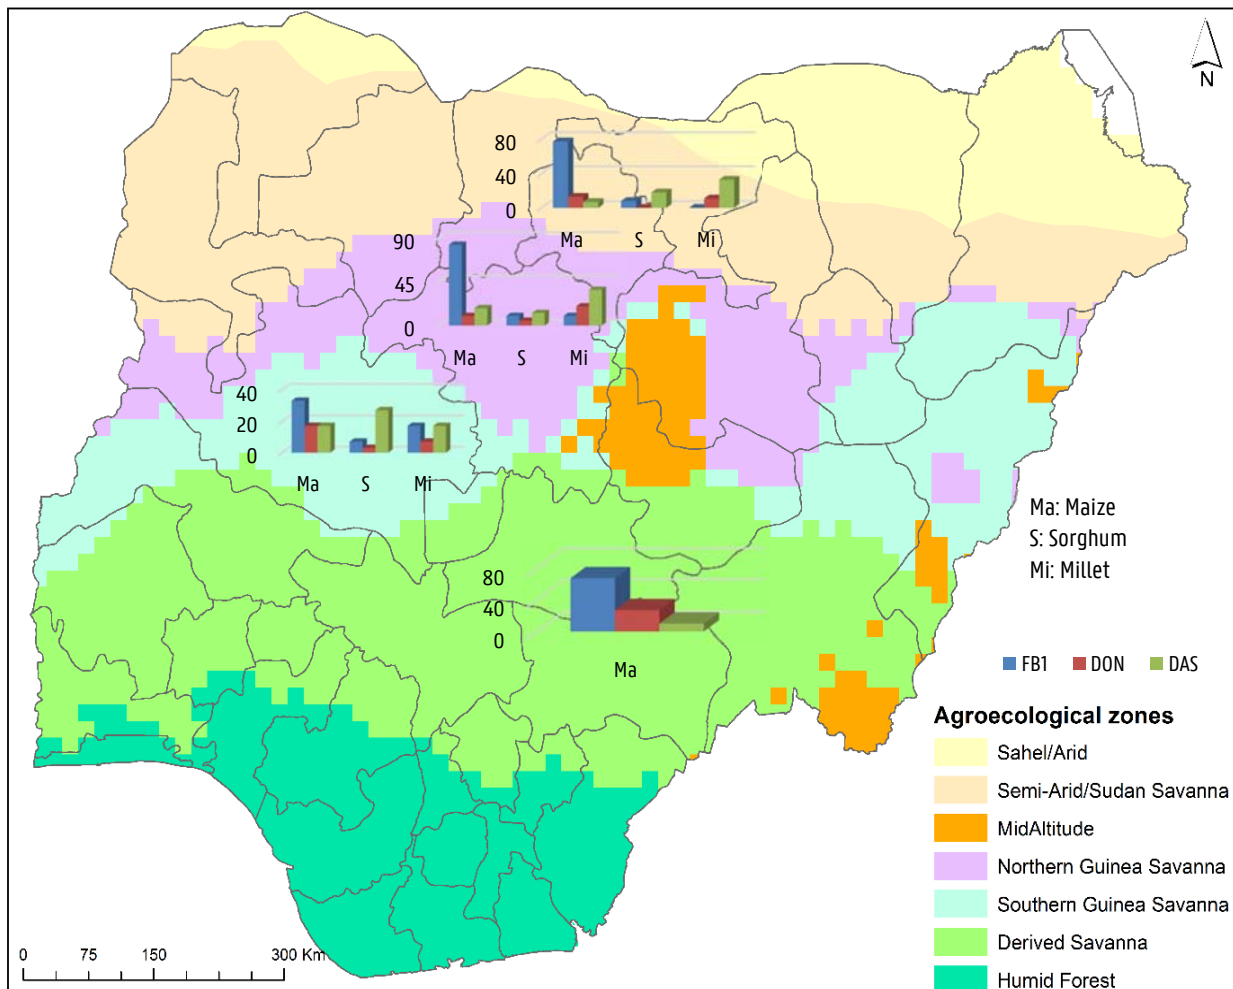 N
80
40
0
Ma S Mi
90
45
0
Ma S Mi
40
20
0
Ma S Mi
80
40
0
Ma
Ma: Maize
S: Sorghum
Mi: Millet
FB1 DON DAS
Agroecological zones
Sahel/Arid
Semi-Arid/Sudan Savanna
MidAltitude
Northern Guinea Savanna
Southern Guinea Savanna
Derived Savanna
Humid Forest
0 75 150 300 Km